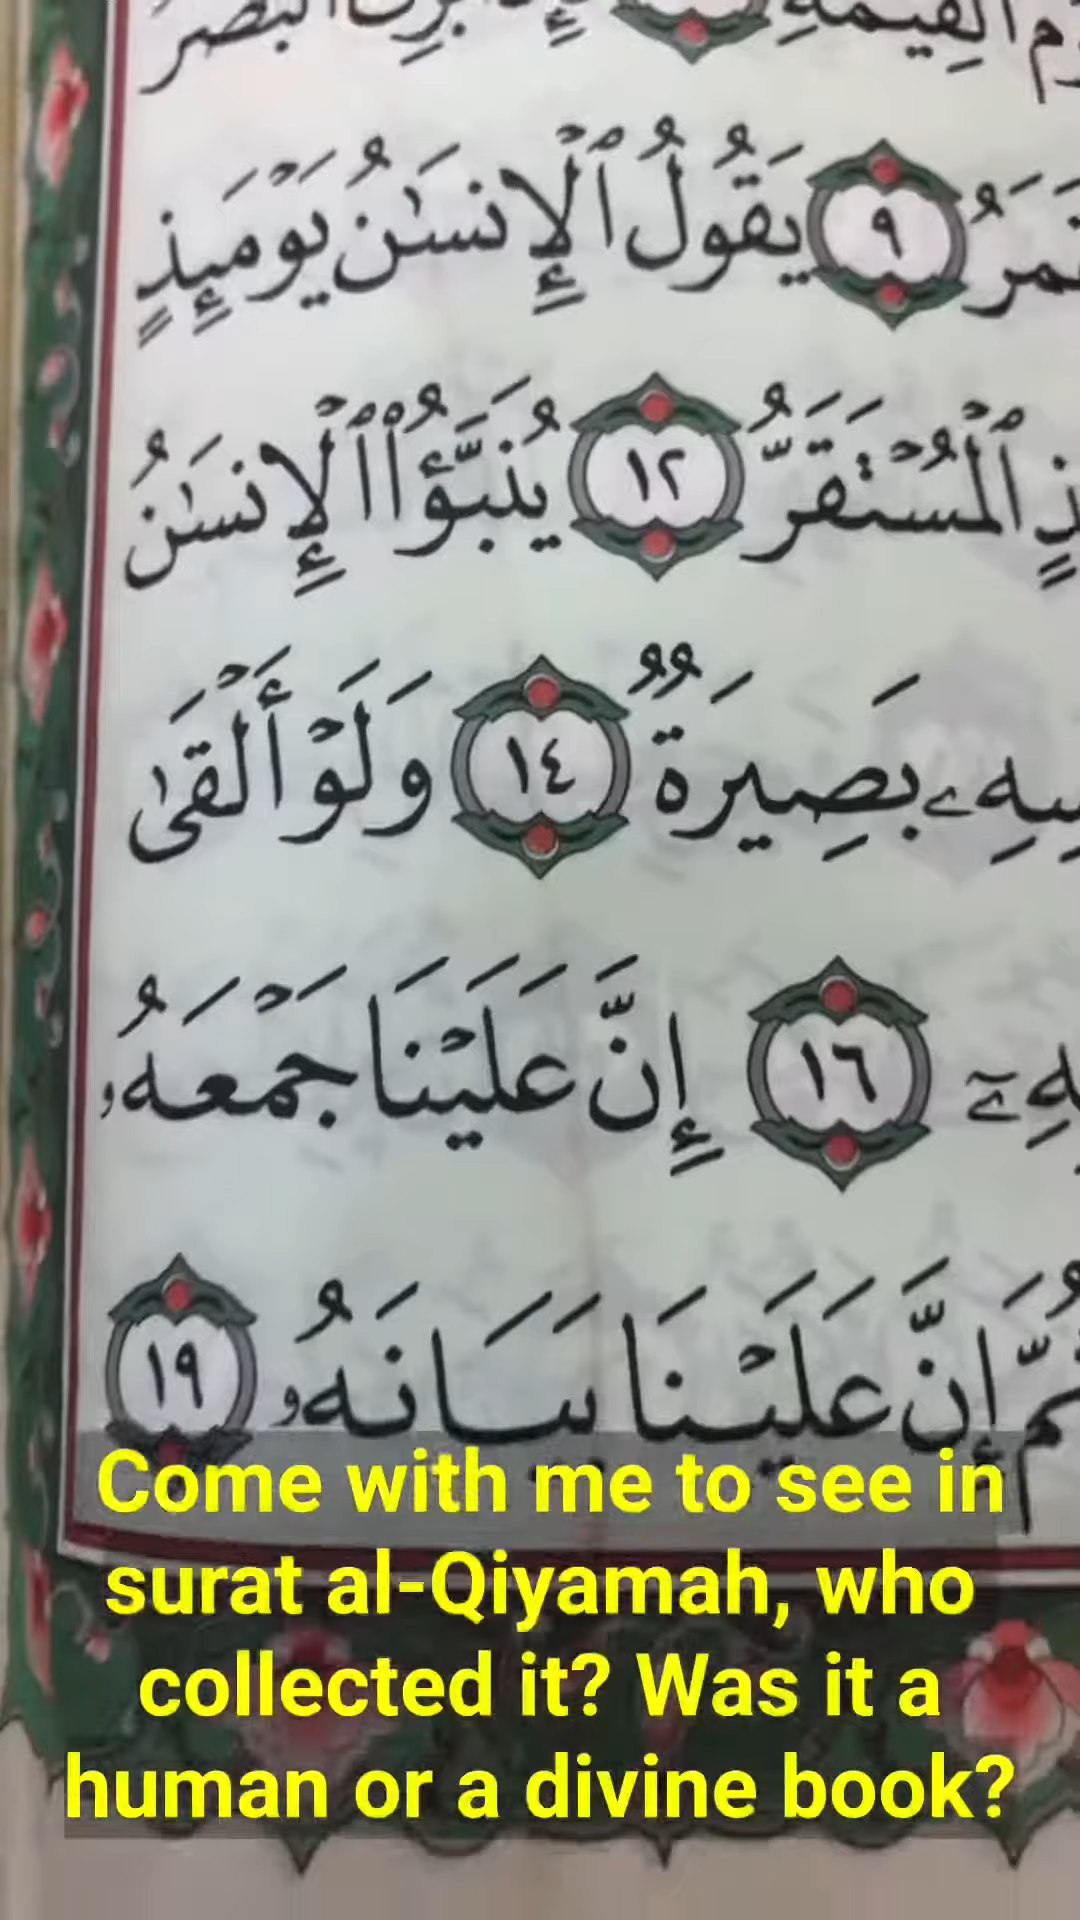 يَقُولُ ٱلْإِنسَٰنُ يَوْمَئِذٍ ٩
ٱلْمُسْتَقَرُّ ١٢ يُنَبَّؤُا۟ ٱلْإِنسَٰنُ
بَصِيرَةٌ ١٤ وَلَوْ أَلْقَىٰ
١٦ إِنَّ عَلَيْنَا جَمْعَهُۥ
ثُمَّ إِنَّ عَلَيْنَا بَيَانَهُۥ ١٩
Come with me to see in
surat al-Qiyamah, who
collected it? Was it a
human or a divine book?